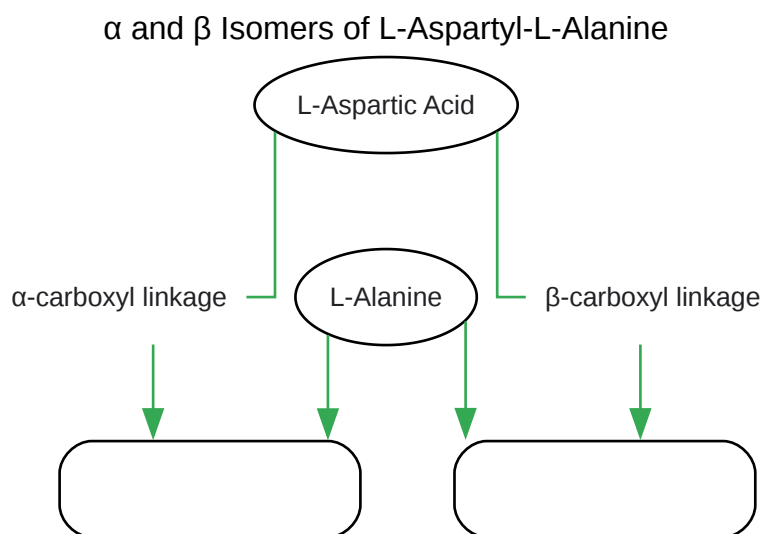 α and β Isomers of L-Aspartyl-L-Alanine
L-Aspartic Acid
α-carboxyl linkage
L-Alanine
β-carboxyl linkage